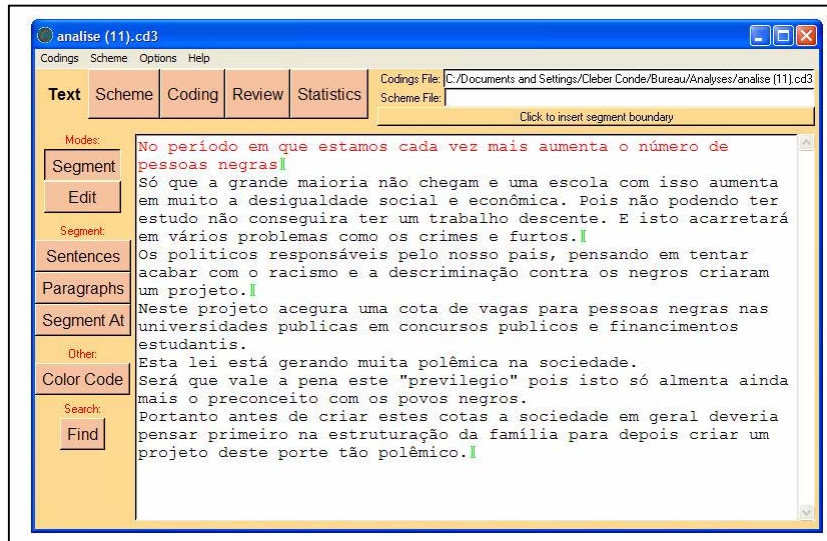 analise (11).cd3
Codings Scheme Options Help
Text Scheme Coding Review Statistics
Codings File: C:/Documents and Settings/Cleber Conde/Bureau/Analyses/analise (11).cd3
Scheme File:
Click to insert segment boundary
Modes:
Segment
Edit
Segment:
Sentences
Paragraphs
Segment At
Other:
Color Code
Search:
Find
No período em que estamos cada vez mais aumenta o número de
pessoas negras
Só que a grande maioria não chegam e uma escola com isso aumenta
em muito a desigualdade social e econômica. Pois não podendo ter
estudo não conseguira ter um trabalho descente. E isto acarretará
em vários problemas como os crimes e furtos.
Os politicos responsáveis pelo nosso pais, pensando em tentar
acabar com o racismo e a descriminação contra os negros criaram
um projeto.
Neste projeto acegura uma cota de vagas para pessoas negras nas
universidades publicas em concursos publicos e financimentos
estudantis.
Esta lei está gerando muita polêmica na sociedade.
Será que vale a pena este "previlegio" pois isto só almenta ainda
mais o preconceito com os povos negros.
Portanto antes de criar estes cotas a sociedade em geral deveria
pensar primeiro na estruturação da família para depois criar um
projeto deste porte tão polêmico.